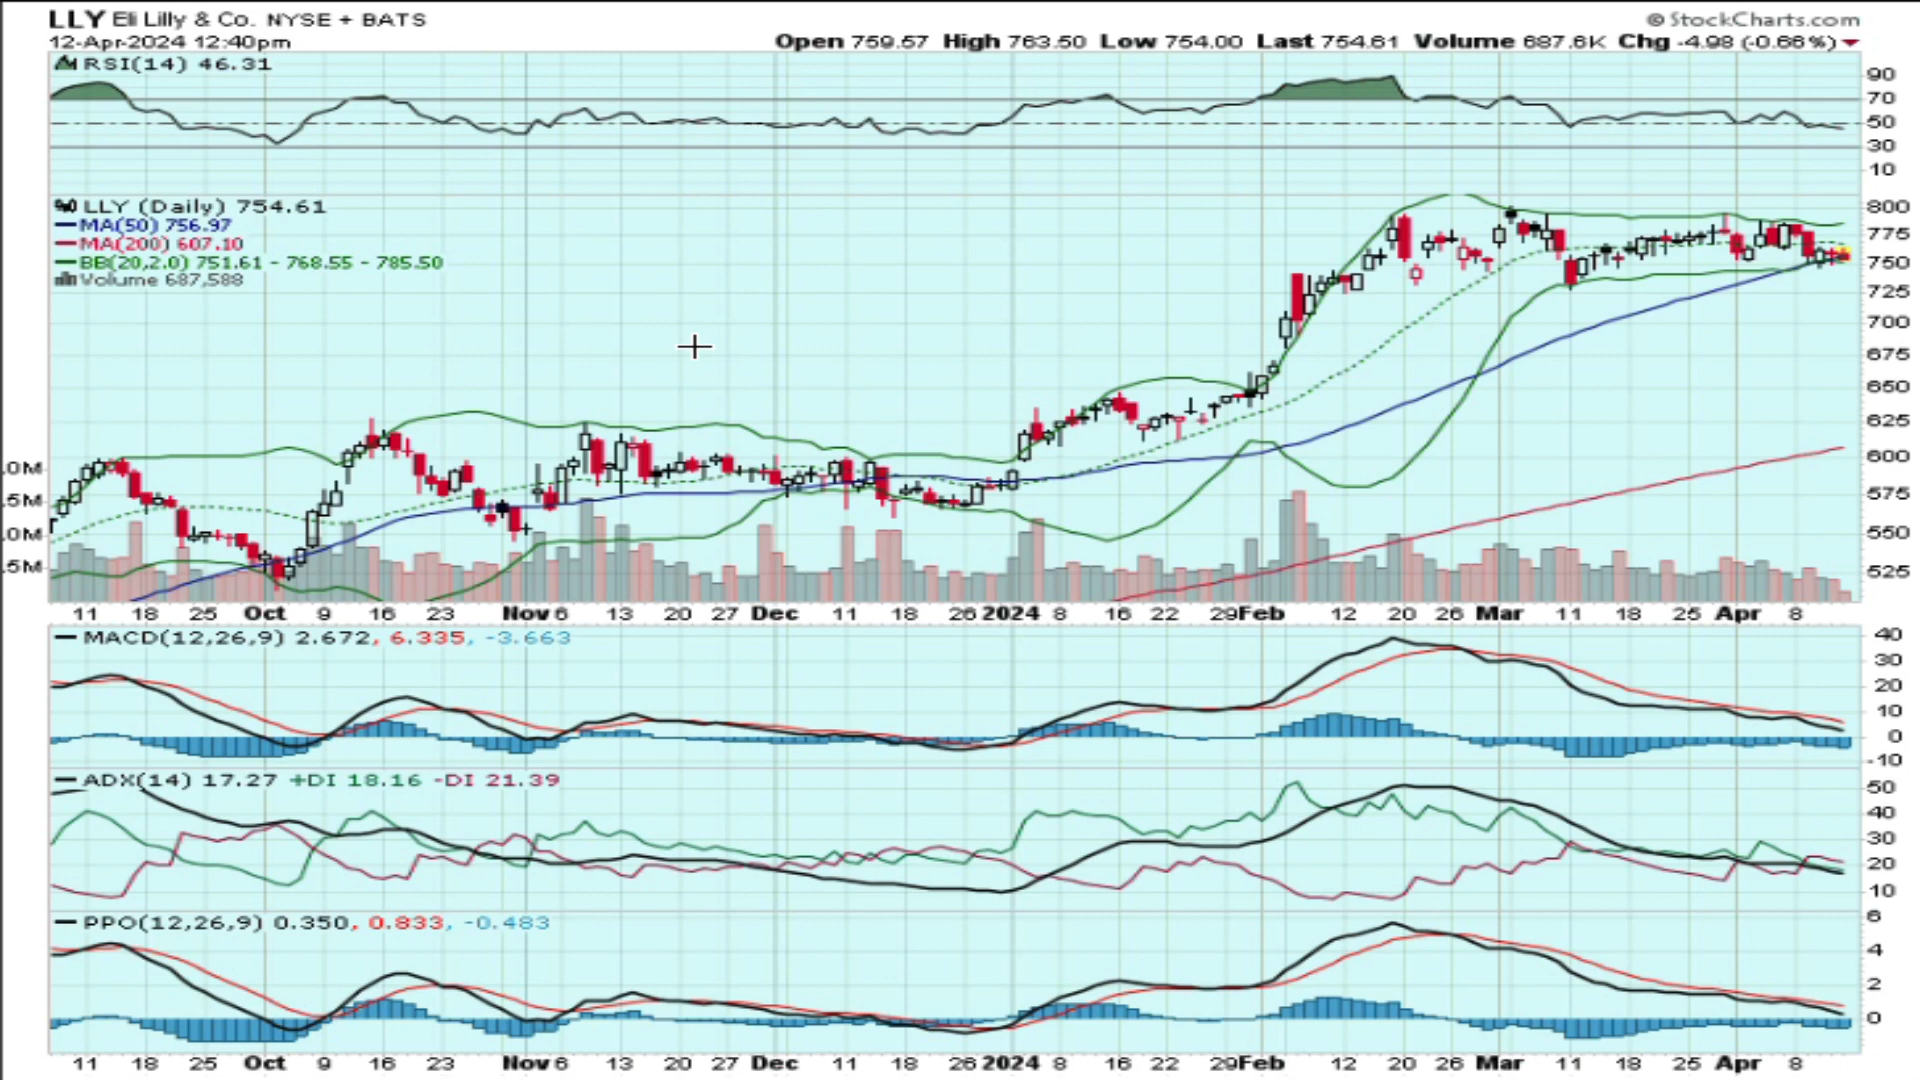 LLY Eli Lilly & Co. NYSE + BATS
© StockCharts.com
12-Apr-2024 12:40pm
Open 759.57 High 763.50 Low 754.00 Last 754.61 Volume 687.6K Chg -4.98 (-0.66%)
RSI(14) 46.31
90
70
50
30
10
LLY (Daily) 754.61
MA(50) 756.97
MA(200) 607.10
BB(20,2.0) 751.61 - 768.55 - 785.50
Volume 687,588
800
775
750
725
700
675
650
625
600
575
550
525
.0M
.5M
.0M
.5M
11 18 25 Oct 9 16 23 Nov 6 13 20 27 Dec 11 18 26 2024 8 16 22 29 Feb 12 20 26 Mar 11 18 25 Apr 8
MACD(12,26,9) 2.672, 6.335, -3.663
40
30
20
10
0
-10
ADX(14) 17.27 +DI 18.16 -DI 21.39
50
40
30
20
10
PPO(12,26,9) 0.350, 0.833, -0.483
6
4
2
0
11 18 25 Oct 9 16 23 Nov 6 13 20 27 Dec 11 18 26 2024 8 16 22 29 Feb 12 20 26 Mar 11 18 25 Apr 8